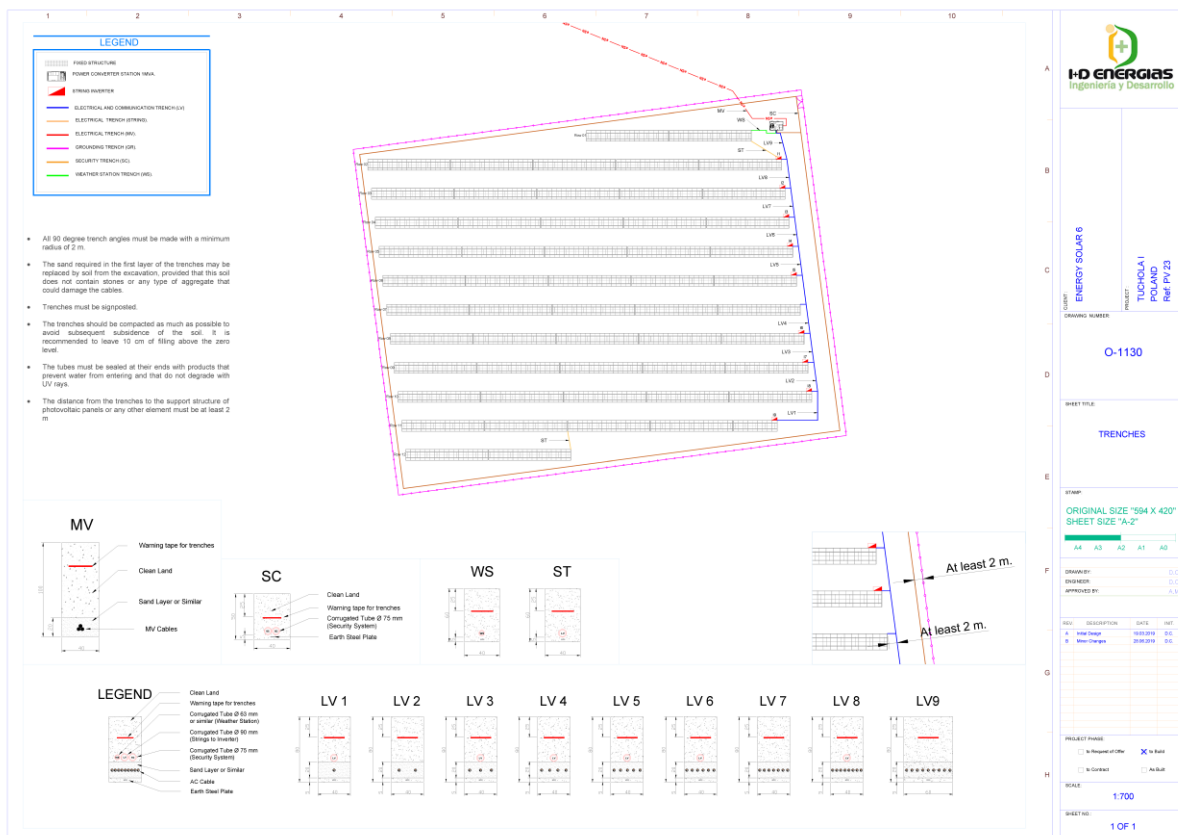 1 2 3 4 5 6 7 8 9 10
A
B
C
D
E
F
G
H
LEGEND
FIXED STRUCTURE
POWER CONVERTER STATION 1MVA.
STRING INVERTER
ELECTRICAL AND COMMUNICATION TRENCH (LV)
ELECTRICAL TRENCH (STRING)
ELECTRICAL TRENCH (MV).
GROUNDING TRENCH (GR).
SECURITY TRENCH (SC).
WEATHER STATION TRENCH (WS).
• All 90 degree trench angles must be made with a minimum
radius of 2 m.
• The sand required in the first layer of the trenches may be
replaced by soil from the excavation, provided that this soil
does not contain stones or any type of aggregate that
could damage the cables.
• Trenches must be signposted.
• The trenches should be compacted as much as possible to
avoid subsequent subsidence of the soil. It is
recommended to leave 10 cm of filling above the zero
level.
• The tubes must be sealed at their ends with products that
prevent water from entering and that do not degrade with
UV rays.
• The distance from the trenches to the support structure of
photovoltaic panels or any other element must be at least 2
m
MV
SC
WS
LV9
ST
LV8
LV7
LV6
LV5
LV4
LV3
LV2
LV1
ST
MV
Warning tape for trenches
Clean Land
Sand Layer or Similar
MV Cables
20
40
SC
Clean Land
Warning tape for trenches
Corrugated Tube Ø 75 mm
(Security System)
Earth Steel Plate
40
WS
40
ST
40
At least 2 m.
At least 2 m.
LEGEND
Clean Land
Warning tape for trenches
Corrugated Tube Ø 63 mm
or similar (Weather Station)
Corrugated Tube Ø 90 mm
(Strings to Inverter)
Corrugated Tube Ø 75 mm
(Security System)
Sand Layer or Similar
AC Cable
Earth Steel Plate
LV 1
LV 2
LV 3
LV 4
LV 5
LV 6
LV 7
LV 8
LV9
I+D ENERGIAS
Ingeniería y Desarrollo
CLIENT:
ENERGY SOLAR 6
PROJECT:
TUCHOLA I
POLAND
Ref: PV 23
DRAWING NUMBER:
O-1130
SHEET TITLE:
TRENCHES
STAMP:
ORIGINAL SIZE "594 X 420"
SHEET SIZE "A-2"
A4 A3 A2 A1 A0
DRAWN BY:
ENGINEER:
APPROVED BY:
REV. DESCRIPTION DATE INIT.
A Initial Design 10.03.2019 D.C.
B Minor Changes D.C.
PROJECT PHASE:
to Request of Offer
X to Build
to Contract
As Built
SCALE:
1:700
SHEET NO.:
1 OF 1